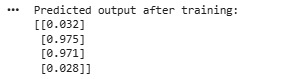 ••• Predicted output after training:
[[0.032]
[0.975]
[0.971]
[0.028]]